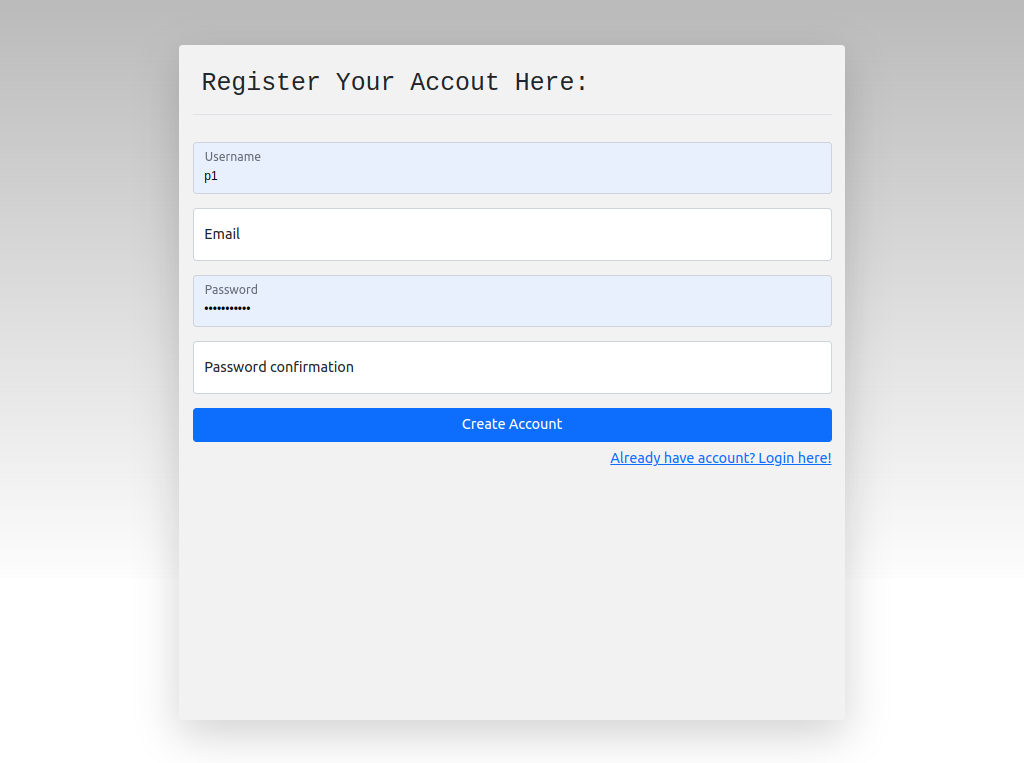 Register Your Accout Here:
Username
p1
Email
Password
•••••••••••
Password confirmation
Create Account
Already have account? Login here!